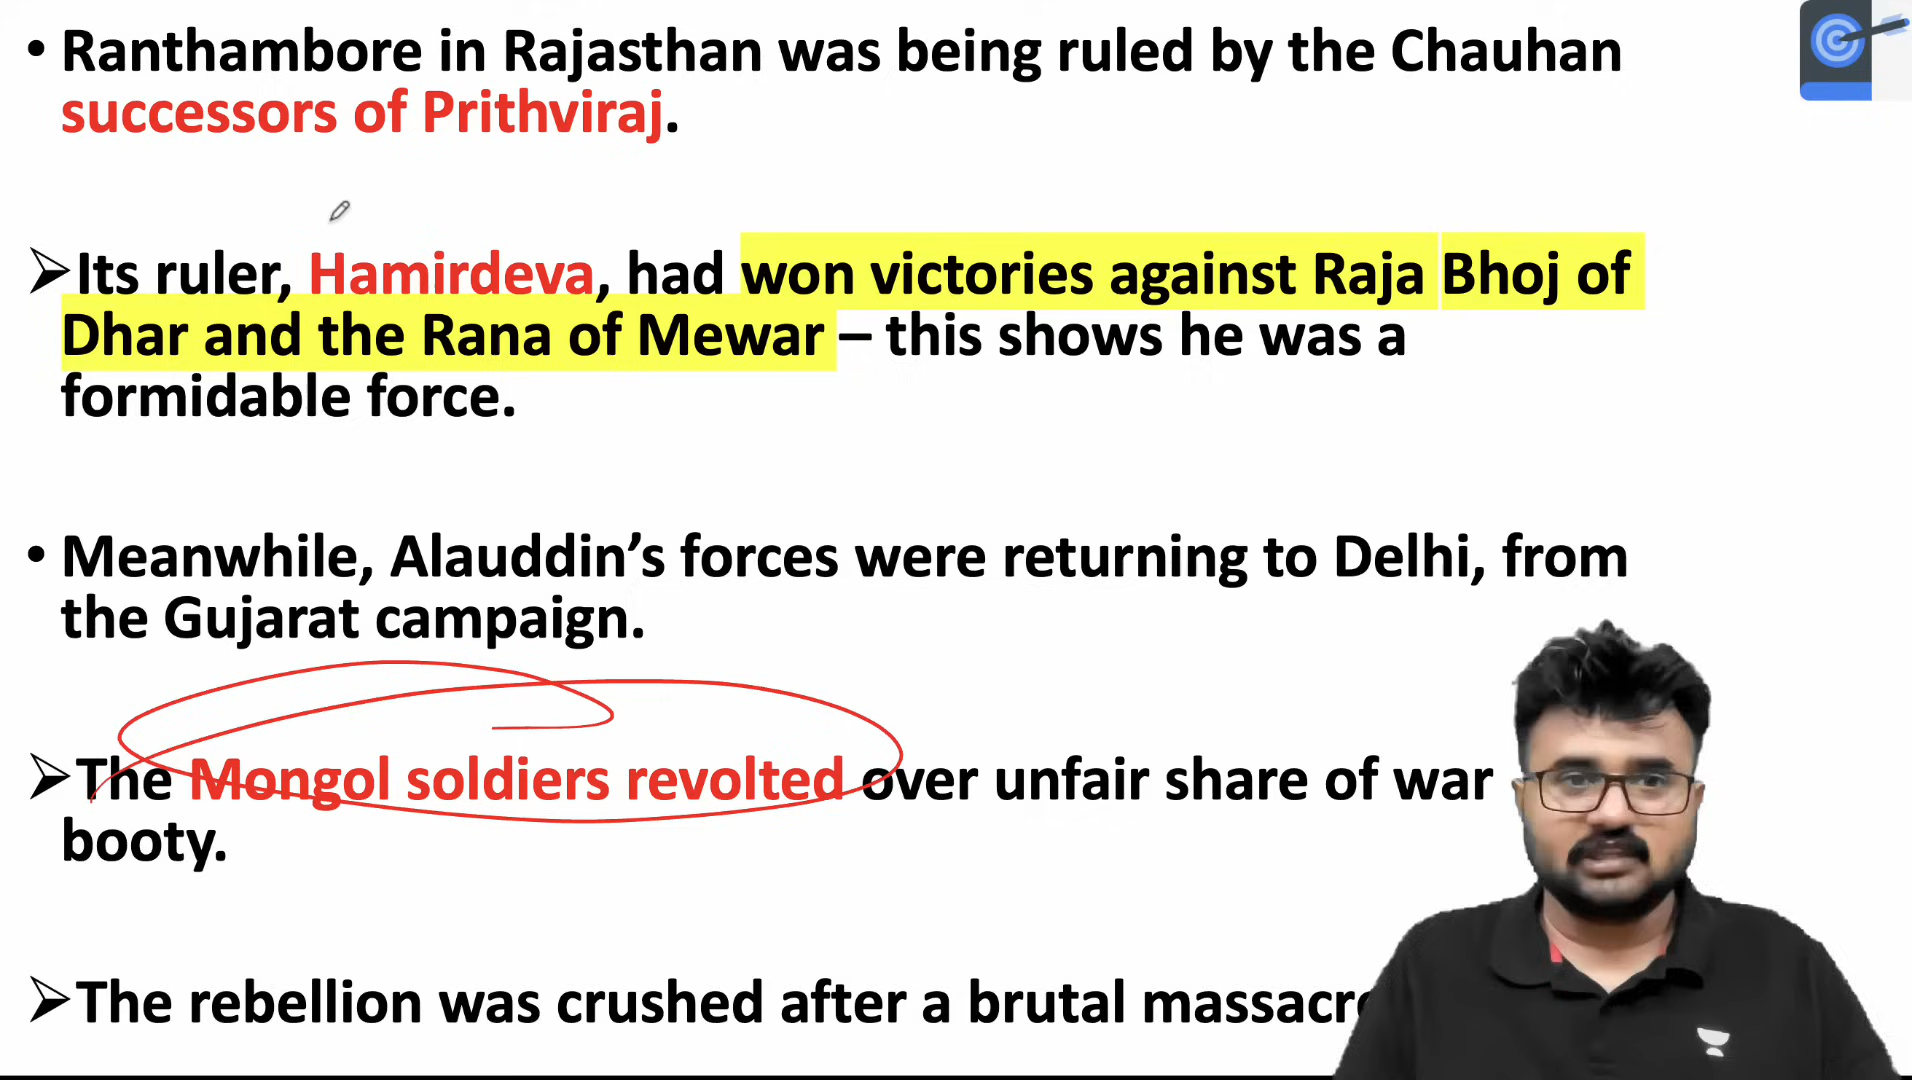 • Ranthambore in Rajasthan was being ruled by the Chauhan
successors of Prithviraj.
➢Its ruler, Hamirdeva, had won victories against Raja Bhoj of
Dhar and the Rana of Mewar – this shows he was a
formidable force.
• Meanwhile, Alauddin’s forces were returning to Delhi, from
the Gujarat campaign.
➢The Mongol soldiers revolted over unfair share of war
booty.
➢The rebellion was crushed after a brutal massacre